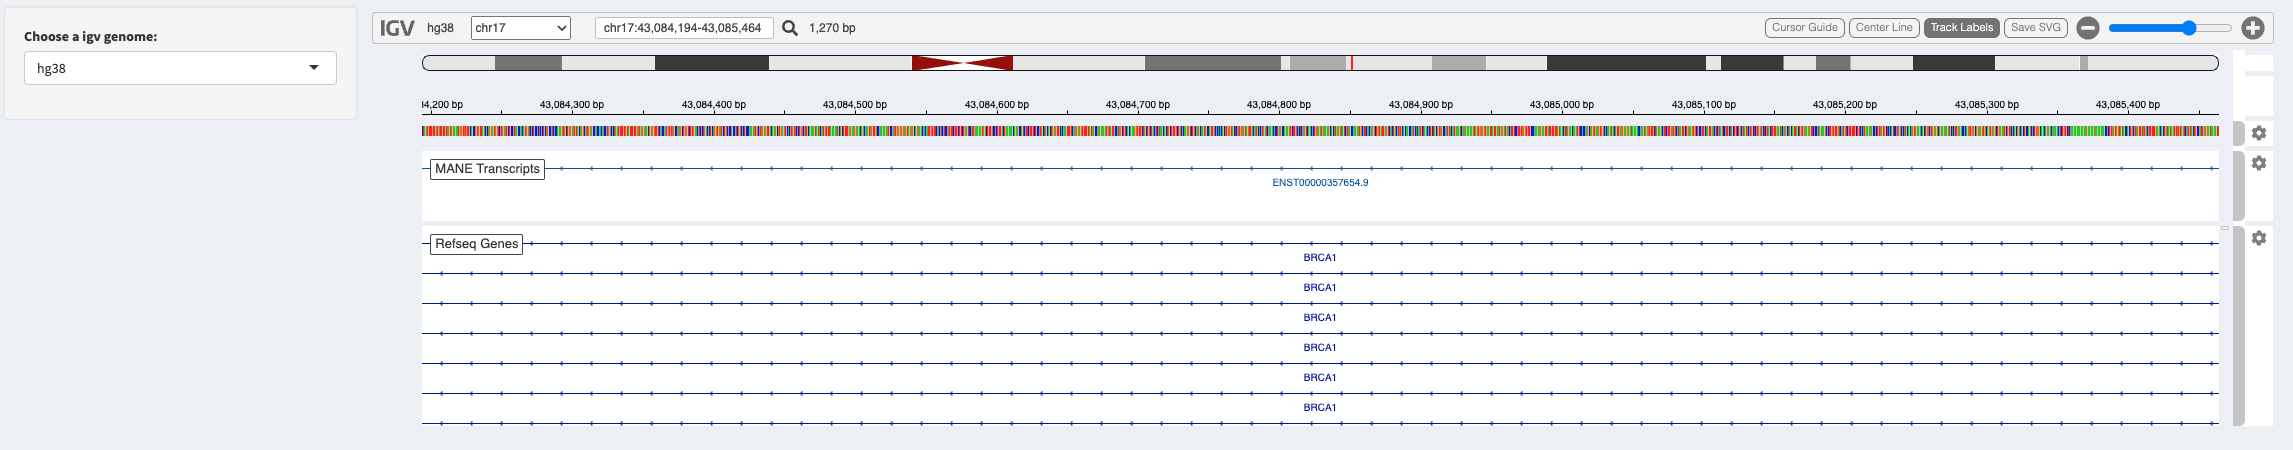 Choose a igv genome:
hg38
IGV hg38 chr17 chr17:43,084,194-43,085,464 1,270 bp Cursor Guide Center Line Track Labels Save SVG
43,084,300 bp 43,084,400 bp 43,084,500 bp 43,084,600 bp 43,084,700 bp 43,084,800 bp 43,084,900 bp 43,085,000 bp 43,085,100 bp 43,085,200 bp 43,085,300 bp 43,085,400 bp
MANE Transcripts
ENST00000357654.9
Refseq Genes
BRCA1
BRCA1
BRCA1
BRCA1
BRCA1
BRCA1